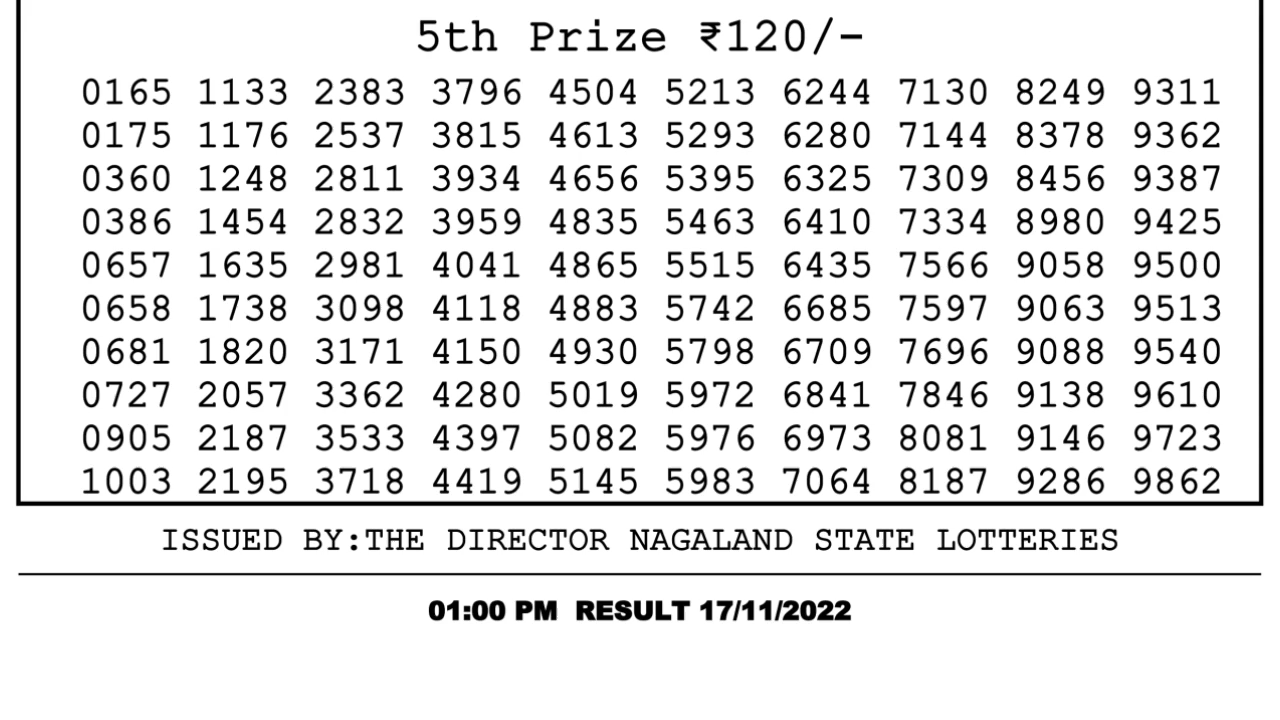 5th Prize ₹120/-
0165 1133 2383 3796 4504 5213 6244 7130 8249 9311
0175 1176 2537 3815 4613 5293 6280 7144 8378 9362
0360 1248 2811 3934 4656 5395 6325 7309 8456 9387
0386 1454 2832 3959 4835 5463 6410 7334 8980 9425
0657 1635 2981 4041 4865 5515 6435 7566 9058 9500
0658 1738 3098 4118 4883 5742 6685 7597 9063 9513
0681 1820 3171 4150 4930 5798 6709 7696 9088 9540
0727 2057 3362 4280 5019 5972 6841 7846 9138 9610
0905 2187 3533 4397 5082 5976 6973 8081 9146 9723
1003 2195 3718 4419 5145 5983 7064 8187 9286 9862
ISSUED BY:THE DIRECTOR NAGALAND STATE LOTTERIES
01:00 PM RESULT 17/11/2022